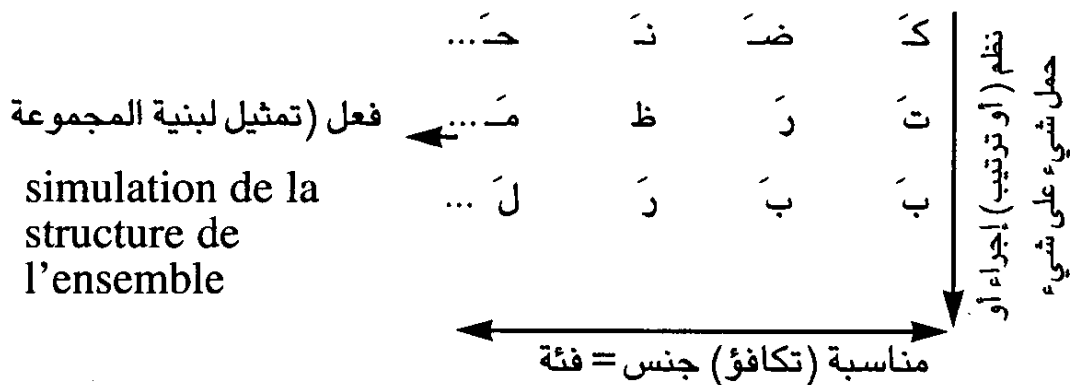 كَـ ضَـ نَـ حَـ ...
تَ رَ ظَ مَـ ... فعل (تمثيل لبنية المجموعة
بَ بَ رَ لَ ...
simulation de la
structure de
l'ensemble
نظم (أو ترتيب) إجراء أو
حمل شيء على شيء
مناسبة (تكافؤ) جنس = فئة